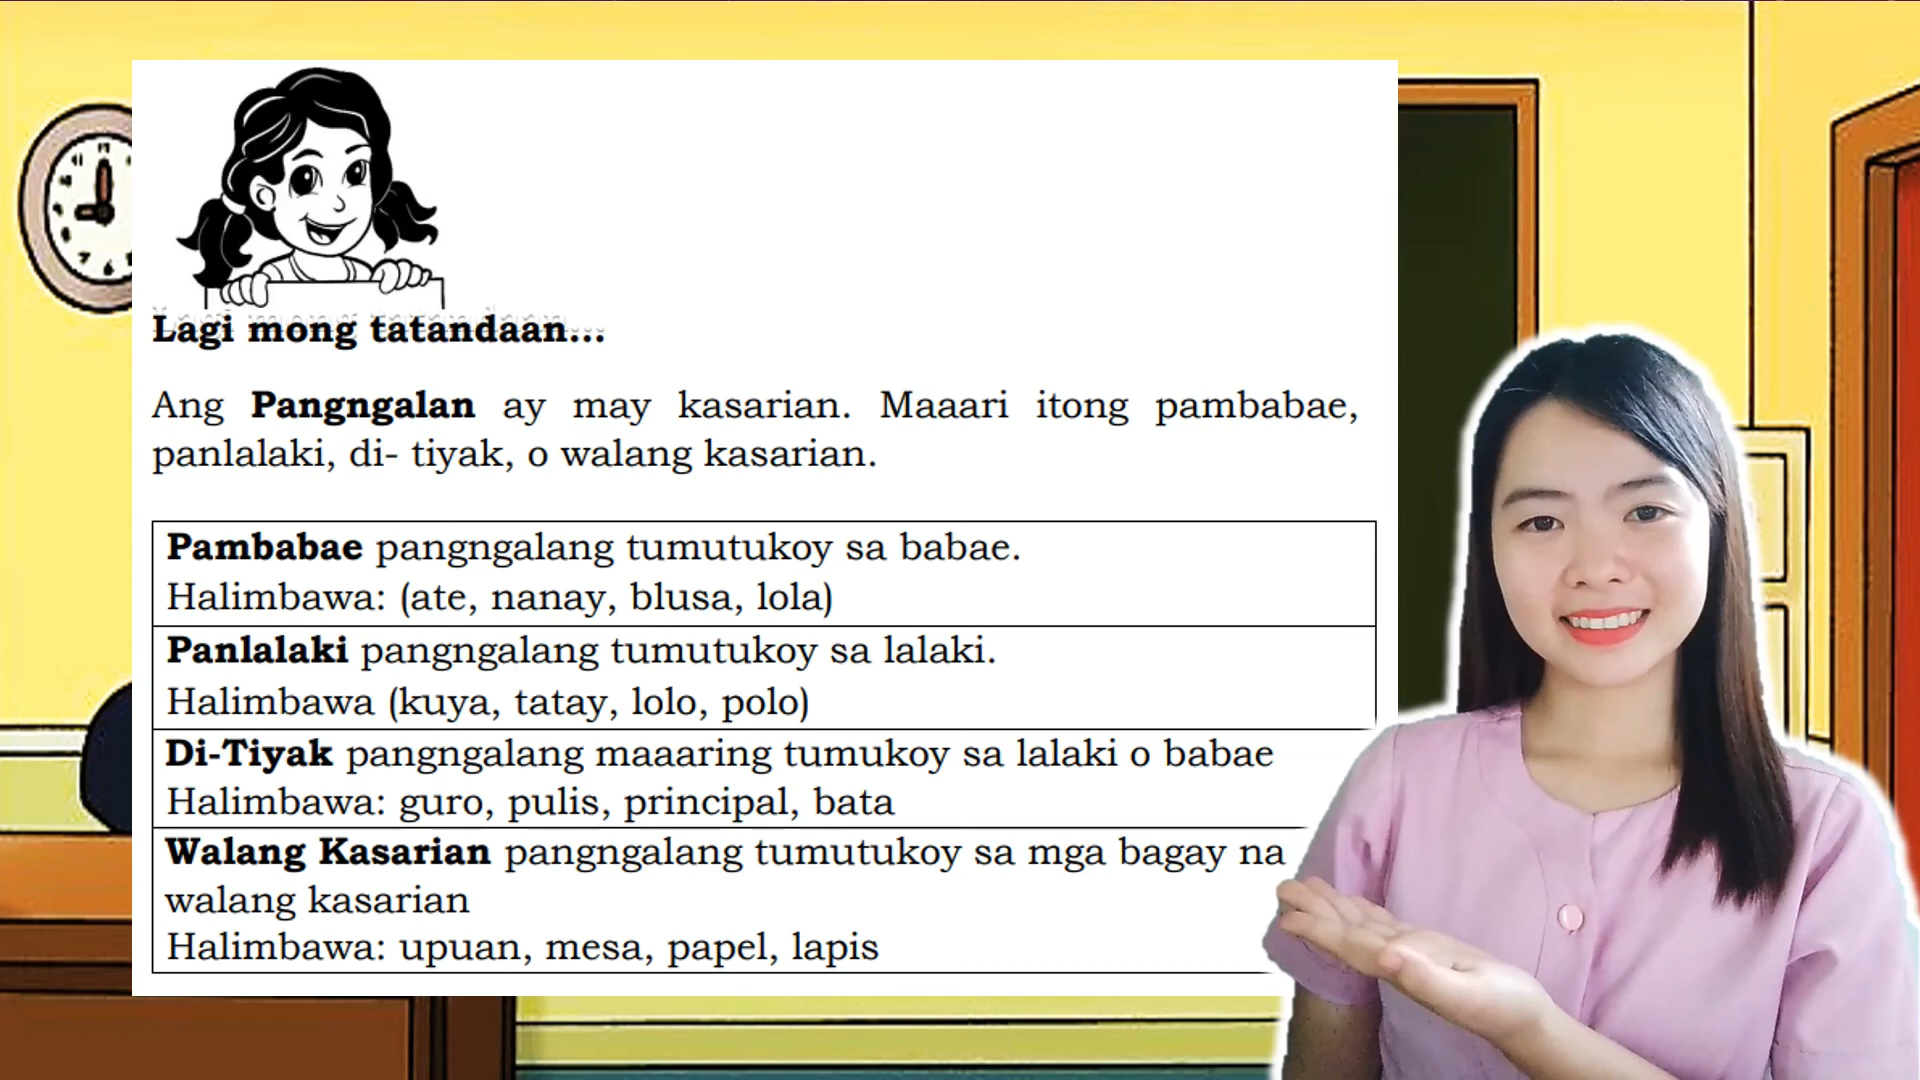 Lagi mong tatandaan...
Ang Pangngalan ay may kasarian. Maaari itong pambabae,
panlalaki, di- tiyak, o walang kasarian.
Pambabae pangngalang tumutukoy sa babae.
Halimbawa: (ate, nanay, blusa, lola)
Panlalaki pangngalang tumutukoy sa lalaki.
Halimbawa (kuya, tatay, lolo, polo)
Di-Tiyak pangngalang maaaring tumukoy sa lalaki o babae
Halimbawa: guro, pulis, principal, bata
Walang Kasarian pangngalang tumutukoy sa mga bagay na
walang kasarian
Halimbawa: upuan, mesa, papel, lapis